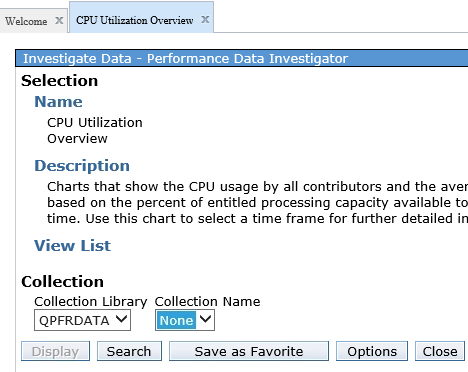 Welcome
CPU Utilization Overview
Investigate Data - Performance Data Investigator
Selection
Name
CPU Utilization
Overview
Description
Charts that show the CPU usage by all contributors and the aver
based on the percent of entitled processing capacity available to
time. Use this chart to select a time frame for further detailed in
View List
Collection
Collection Library Collection Name
QPFRDATA None
Display Search Save as Favorite Options Close